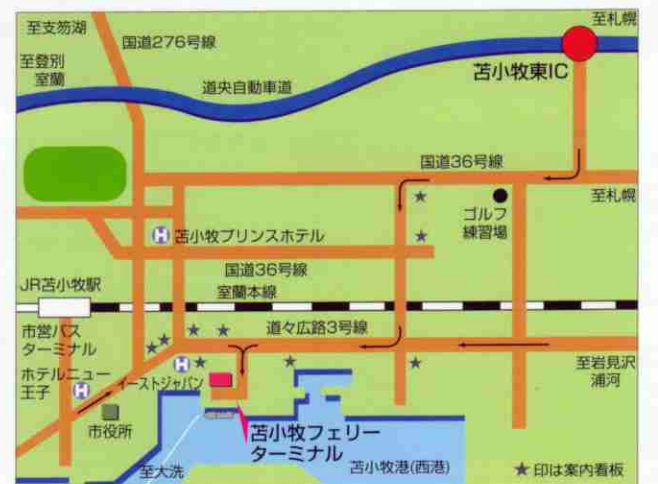 至支笏湖
国道276号線
至札幌
至登別
室蘭
道央自動車道
苫小牧東IC
国道36号線
至札幌
ゴルフ
練習場
H 苫小牧プリンスホテル
国道36号線
JR苫小牧駅
室蘭本線
市営バス
ターミナル
道々広路3号線
至岩見沢
浦河
ホテルニュー
王子
H
H
イーストジャパン
市役所
苫小牧フェリー
ターミナル
至大洗
苫小牧港(西港)
★印は案内看板